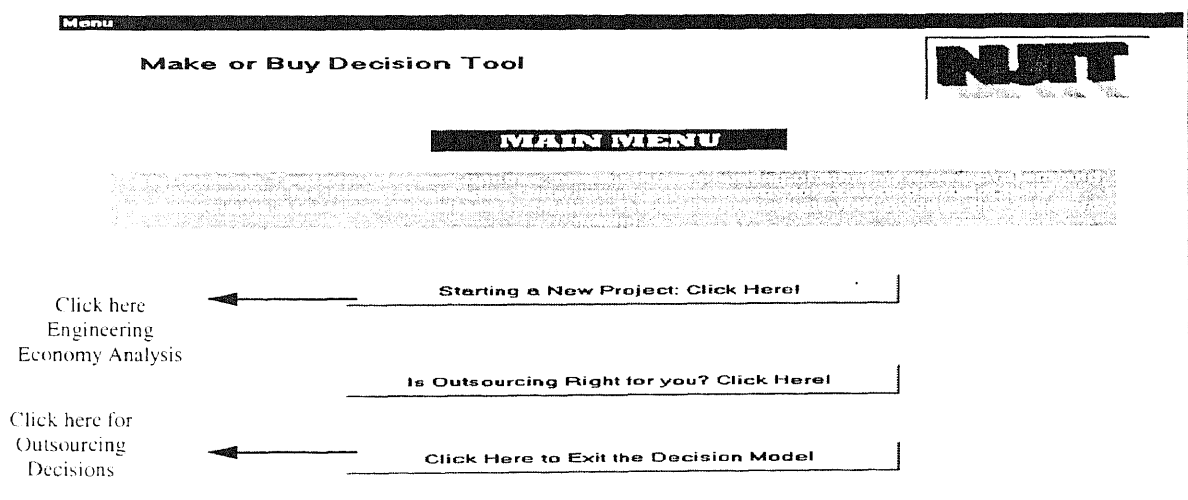 Menu
Make or Buy Decision Tool
NJIT
MAIN MENU
Starting a New Project: Click Here!
Click here
Engineering
Economy Analysis
Is Outsourcing Right for you? Click Here!
Click here for
Outsourcing
Decisions
Click Here to Exit the Decision Model